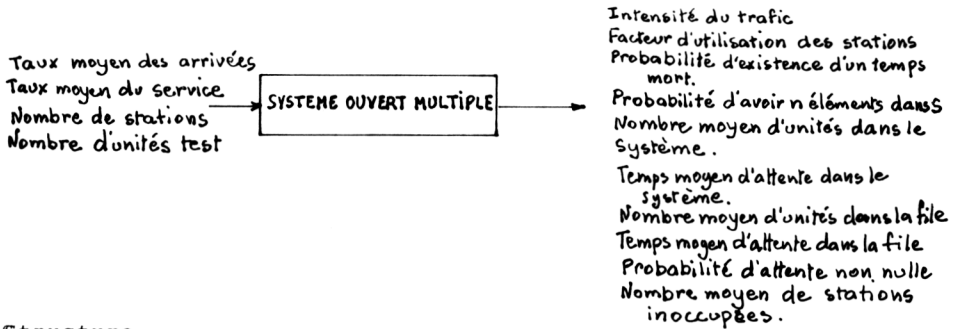 Taux moyen des arrivées
Taux moyen du service
Nombre de stations
Nombre d'unités test
SYSTEME OUVERT MULTIPLE
Intensité du trafic
Facteur d'utilisation des stations
Probabilité d'existence d'un temps
mort.
Probabilité d'avoir n éléments dans S
Nombre moyen d'unités dans le
Système.
Temps moyen d'attente dans le
système.
Nombre moyen d'unités dans la file
Temps moyen d'attente dans la file
Probabilité d'attente non nulle
Nombre moyen de stations
inoccupées.